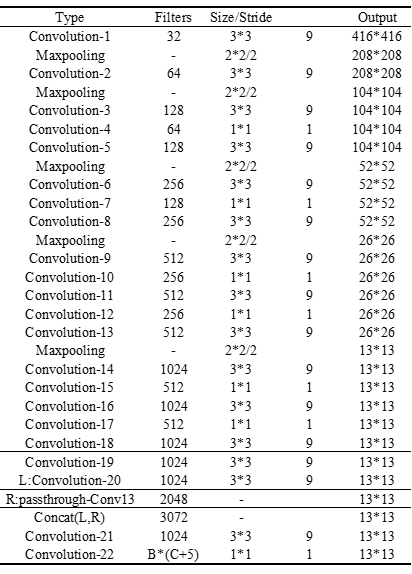 Type Filters Size/Stride Output
Convolution-1 32 3*3 9 416*416
Maxpooling - 2*2/2 208*208
Convolution-2 64 3*3 9 208*208
Maxpooling - 2*2/2 104*104
Convolution-3 128 3*3 9 104*104
Convolution-4 64 1*1 1 104*104
Convolution-5 128 3*3 9 104*104
Maxpooling - 2*2/2 52*52
Convolution-6 256 3*3 9 52*52
Convolution-7 128 1*1 1 52*52
Convolution-8 256 3*3 9 52*52
Maxpooling - 2*2/2 26*26
Convolution-9 512 3*3 9 26*26
Convolution-10 256 1*1 1 26*26
Convolution-11 512 3*3 9 26*26
Convolution-12 256 1*1 1 26*26
Convolution-13 512 3*3 9 26*26
Maxpooling - 2*2/2 13*13
Convolution-14 1024 3*3 9 13*13
Convolution-15 512 1*1 1 13*13
Convolution-16 1024 3*3 9 13*13
Convolution-17 512 1*1 1 13*13
Convolution-18 1024 3*3 9 13*13
Convolution-19 1024 3*3 9 13*13
L:Convolution-20 1024 3*3 9 13*13
R:passthrough-Conv13 2048 - 13*13
Concat(L,R) 3072 - 13*13
Convolution-21 1024 3*3 9 13*13
Convolution-22 B*(C+5) 1*1 1 13*13